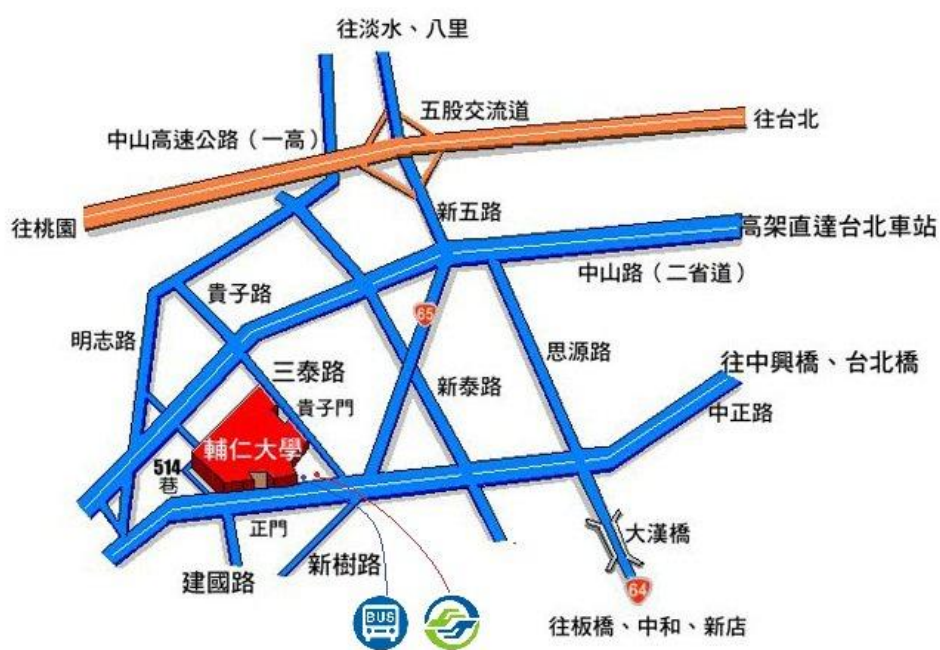 往淡水、八里
五股交流道
往台北
中山高速公路（一高）
往桃園
新五路
高架直達台北車站
中山路（二省道）
貴子路
65
明志路
思源路
往中興橋、台北橋
三泰路
新泰路
貴子門
中正路
輔仁大學
514
巷
正門
大漢橋
新樹路
建國路
64
BUS
往板橋、中和、新店